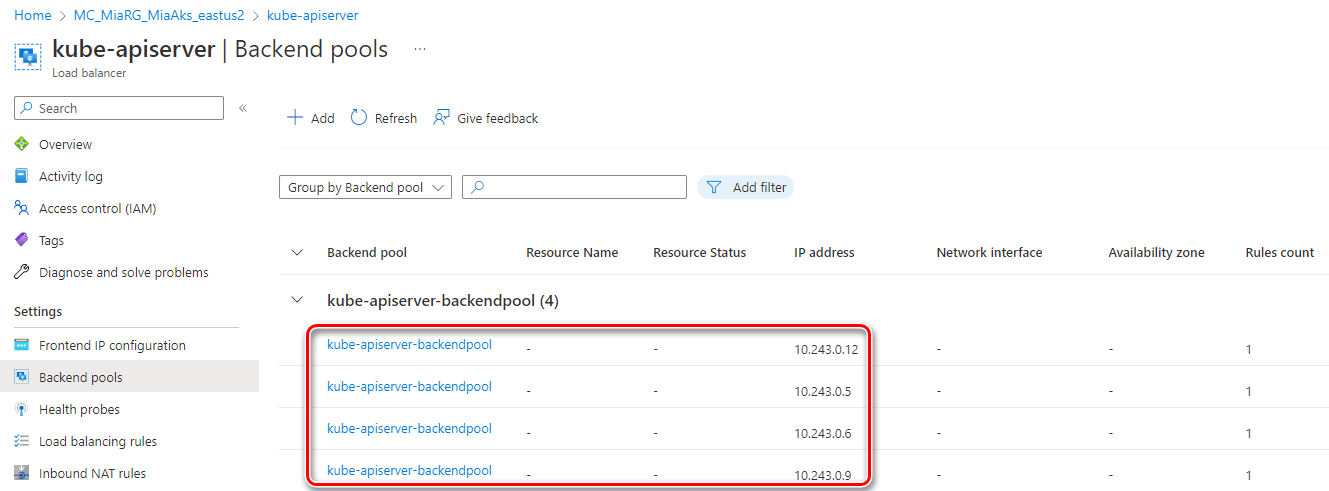 Home > MC_MiaRG_MiaAks_eastus2 > kube-apiserver
kube-apiserver | Backend pools ...
Load balancer
Search «
Overview
Activity log
Access control (IAM)
Tags
Diagnose and solve problems
Settings
Frontend IP configuration
Backend pools
Health probes
Load balancing rules
Inbound NAT rules
Add Refresh Give feedback
Group by Backend pool Add filter
Backend pool Resource Name Resource Status IP address Network interface Availability zone Rules count
kube-apiserver-backendpool (4)
kube-apiserver-backendpool - - 10.243.0.12 - - 1
kube-apiserver-backendpool - - 10.243.0.5 - - 1
kube-apiserver-backendpool - - 10.243.0.6 - - 1
kube-apiserver-backendpool - - 10.243.0.9 - - 1